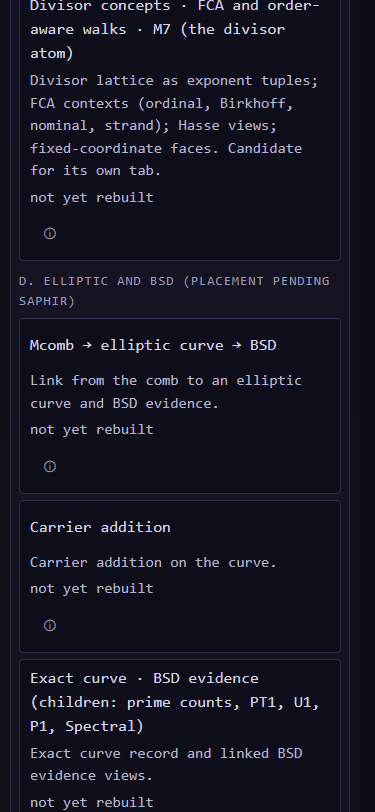 Divisor concepts · FCA and order-
aware walks · M7 (the divisor
atom)
Divisor lattice as exponent tuples;
FCA contexts (ordinal, Birkhoff,
nominal, strand); Hasse views;
fixed-coordinate faces. Candidate
for its own tab.
not yet rebuilt
ⓘ
D. ELLIPTIC AND BSD (PLACEMENT PENDING
SAPHIR)
Mcomb → elliptic curve → BSD
Link from the comb to an elliptic
curve and BSD evidence.
not yet rebuilt
ⓘ
Carrier addition
Carrier addition on the curve.
not yet rebuilt
ⓘ
Exact curve · BSD evidence
(children: prime counts, PT1, U1,
P1, Spectral)
Exact curve record and linked BSD
evidence views.
not yet rebuilt